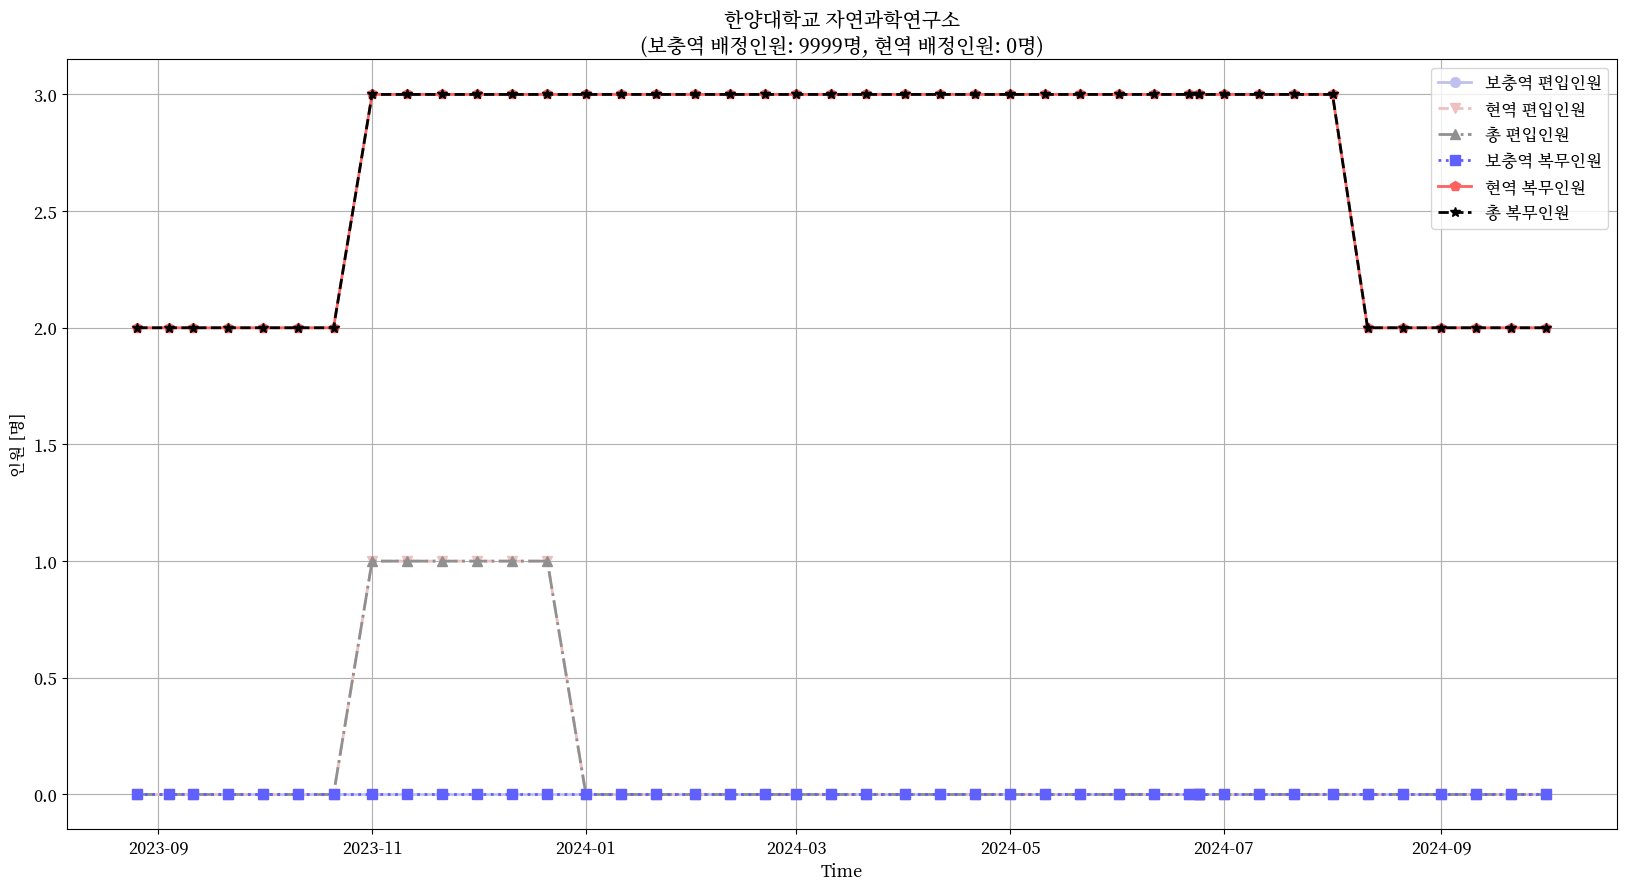 한양대학교 자연과학연구소
(보충역 배정인원: 9999명, 현역 배정인원: 0명)
보충역 편입인원
현역 편입인원
총 편입인원
보충역 복무인원
현역 복무인원
총 복무인원
인원 [명]
3.0
2.5
2.0
1.5
1.0
0.5
0.0
2023-09
2023-11
2024-01
2024-03
2024-05
2024-07
2024-09
Time